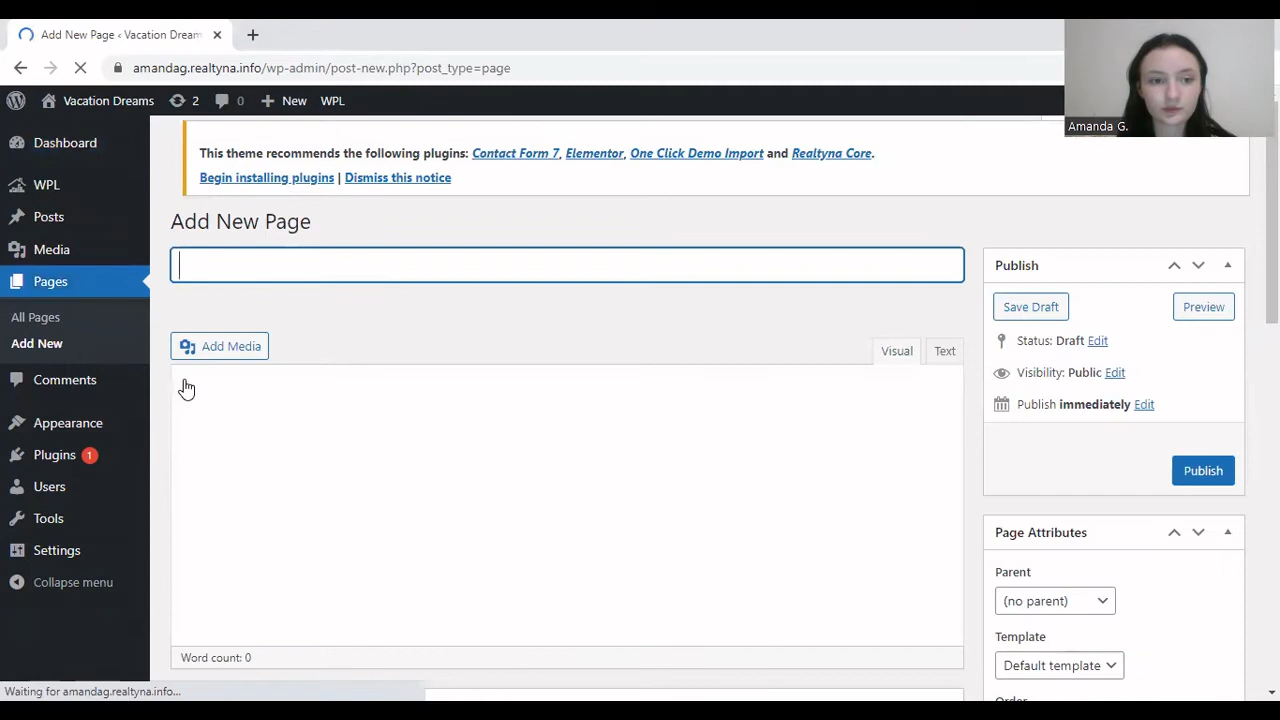 Add New Page ‹ Vacation Dream
amandag.realtyna.info/wp-admin/post-new.php?post_type=page
Amanda G.
Vacation Dreams
2
0
New
WPL
Dashboard
WPL
Posts
Media
Pages
All Pages
Add New
Comments
Appearance
Plugins 1
Users
Tools
Settings
Collapse menu
This theme recommends the following plugins: Contact Form 7, Elementor, One Click Demo Import and Realtyna Core.
Begin installing plugins | Dismiss this notice
Add New Page
Add Media
Visual
Text
Word count: 0
Publish
Save Draft
Preview
Status: Draft Edit
Visibility: Public Edit
Publish immediately Edit
Publish
Page Attributes
Parent
(no parent)
Template
Default template
Order
Waiting for amandag.realtyna.info...